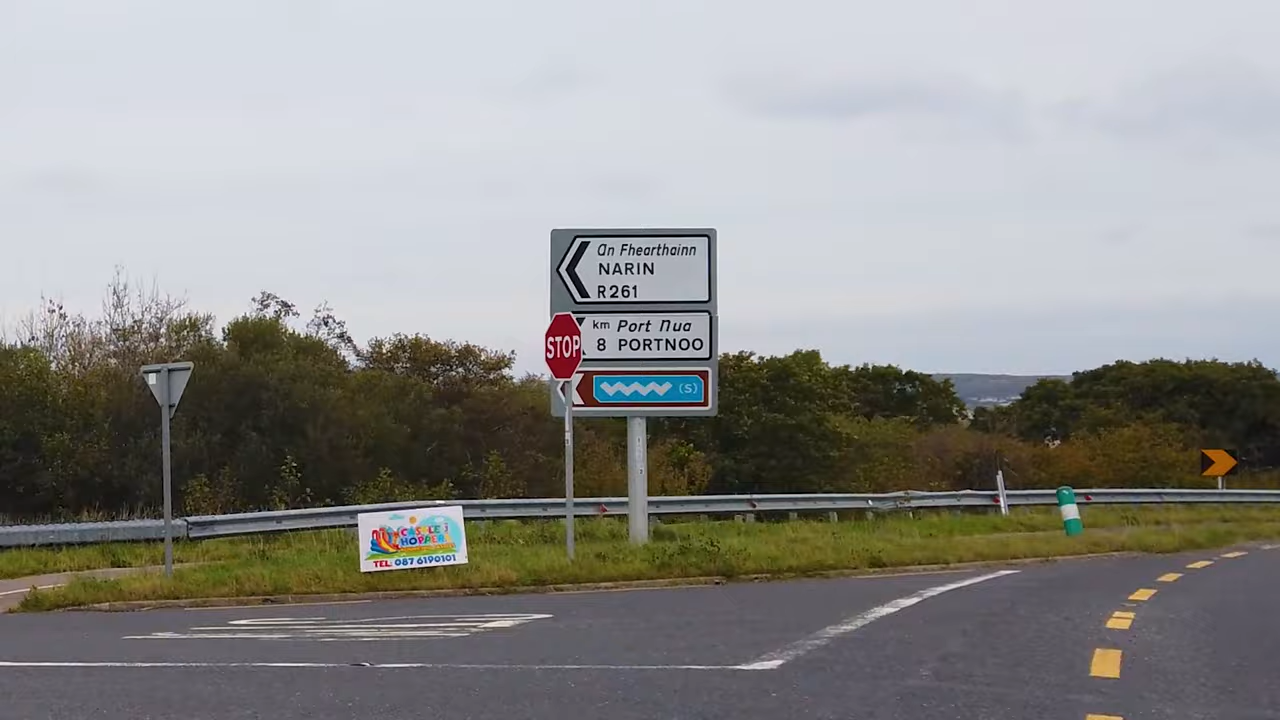 An Fhearthainn
NARIN
R261
km Port Nua
8 PORTNOO
STOP
(S)
CASTLE
HOPPER
TEL: 087 6190101